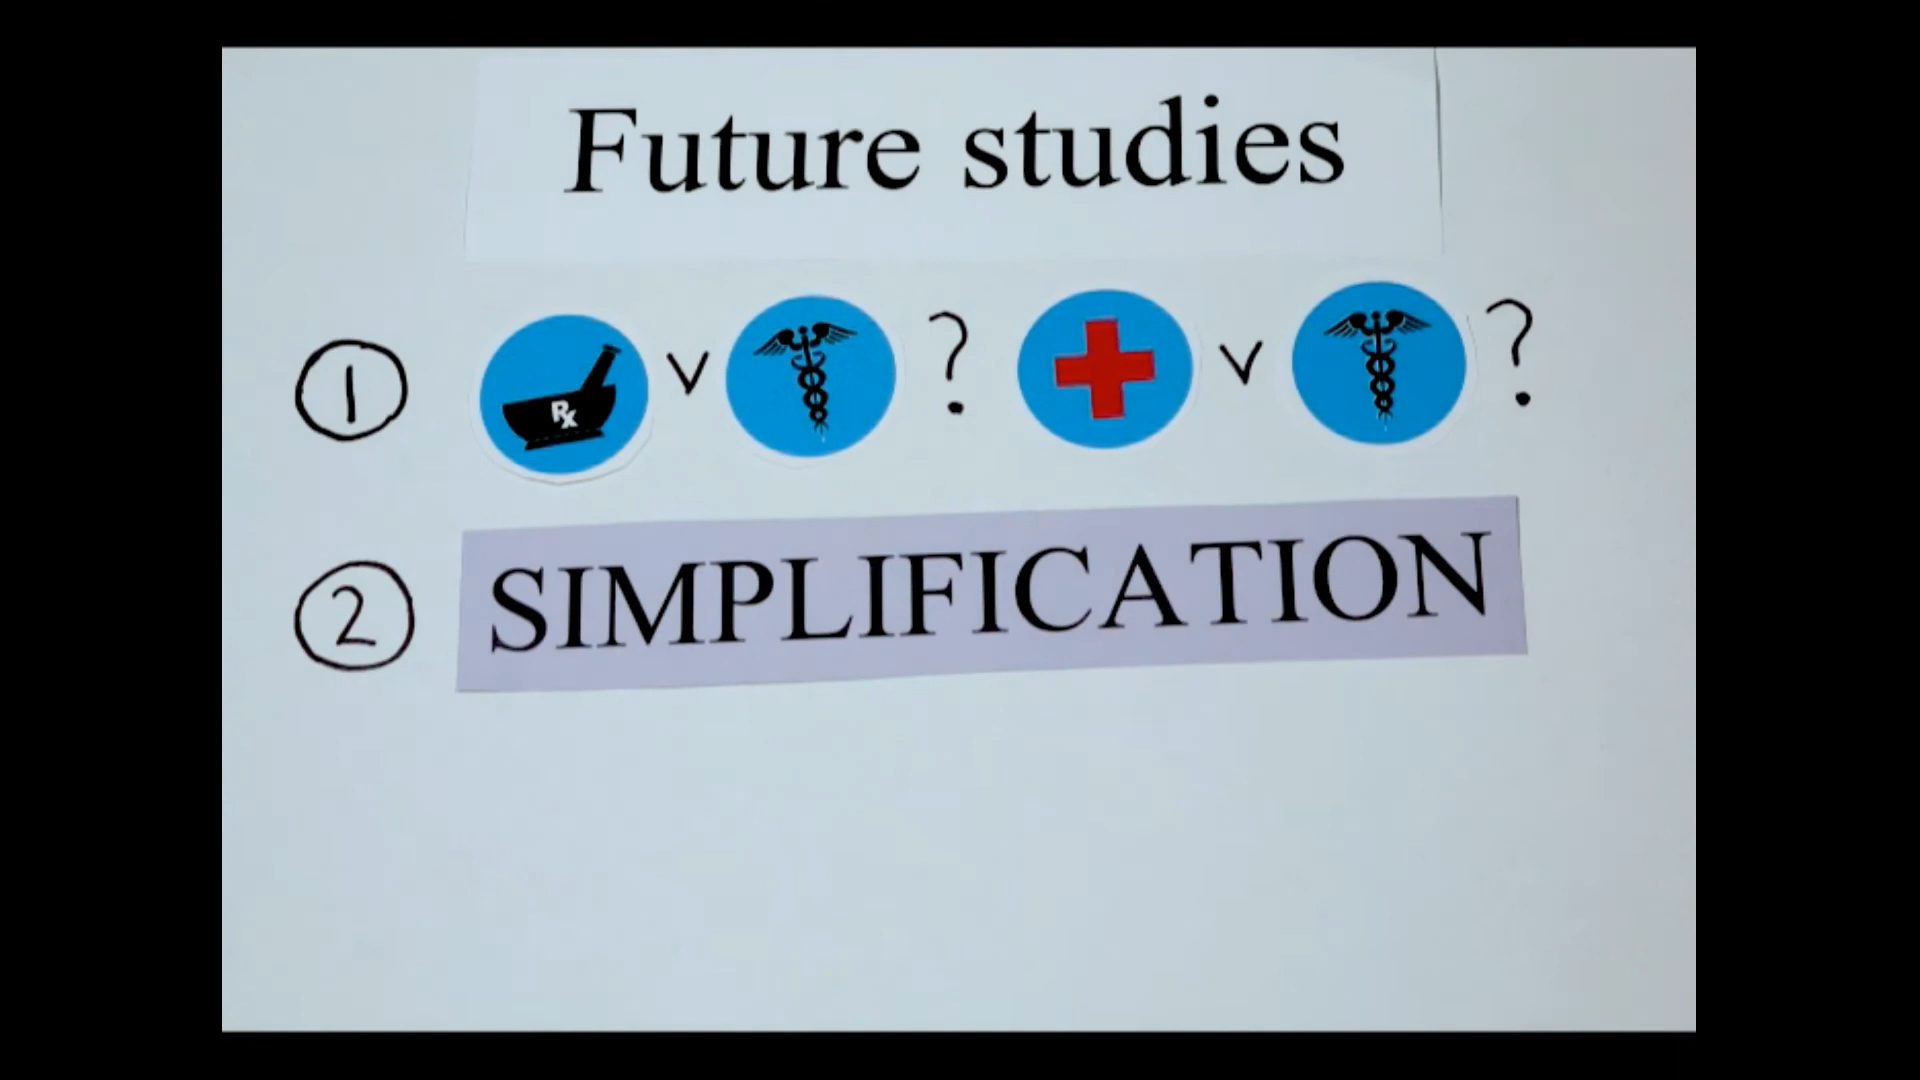 Future studies
1 Rx v ? v ?
2 SIMPLIFICATION